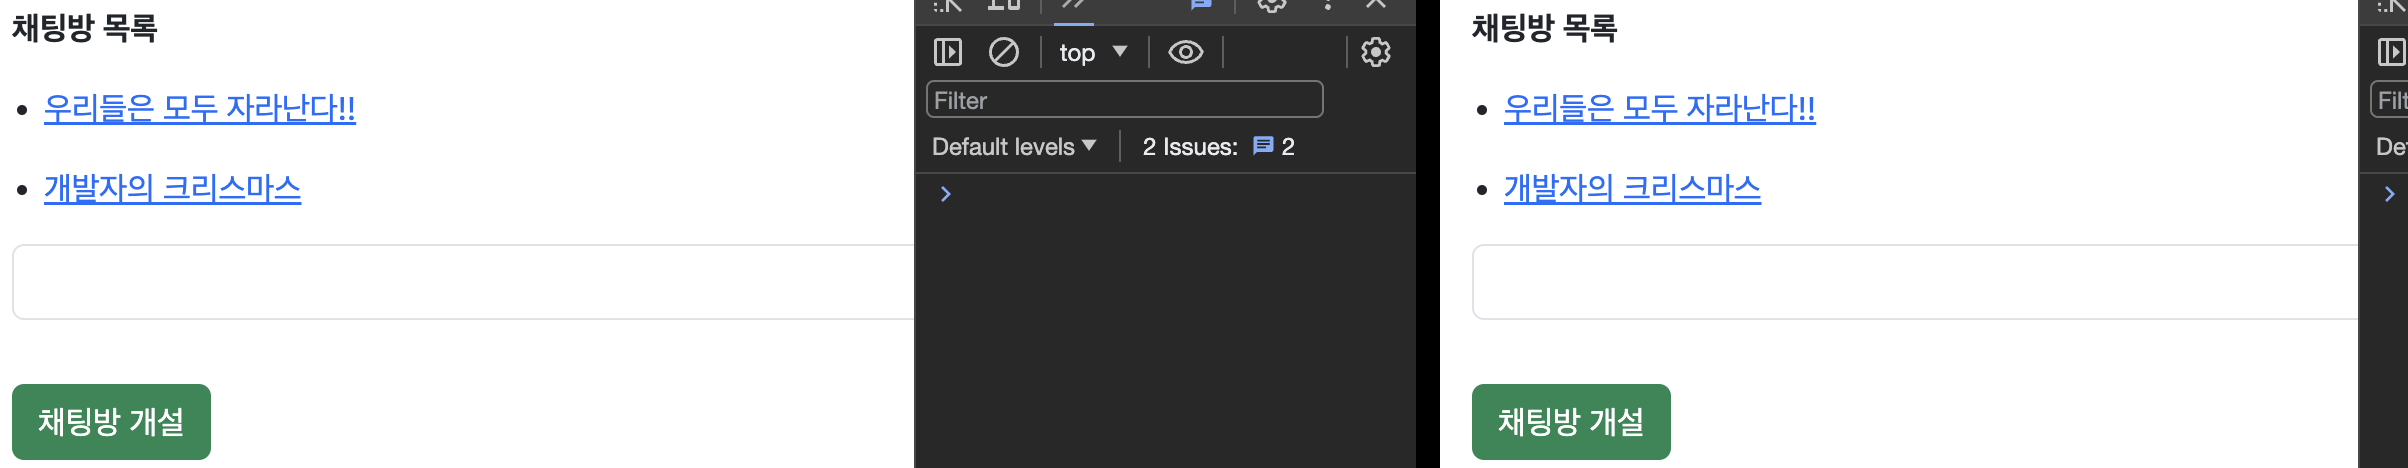 채팅방 목록
우리들은 모두 자라난다!!
개발자의 크리스마스
채팅방 개설
top
Filter
Default levels
2 Issues: 2
채팅방 목록
우리들은 모두 자라난다!!
개발자의 크리스마스
채팅방 개설
Filt
Def